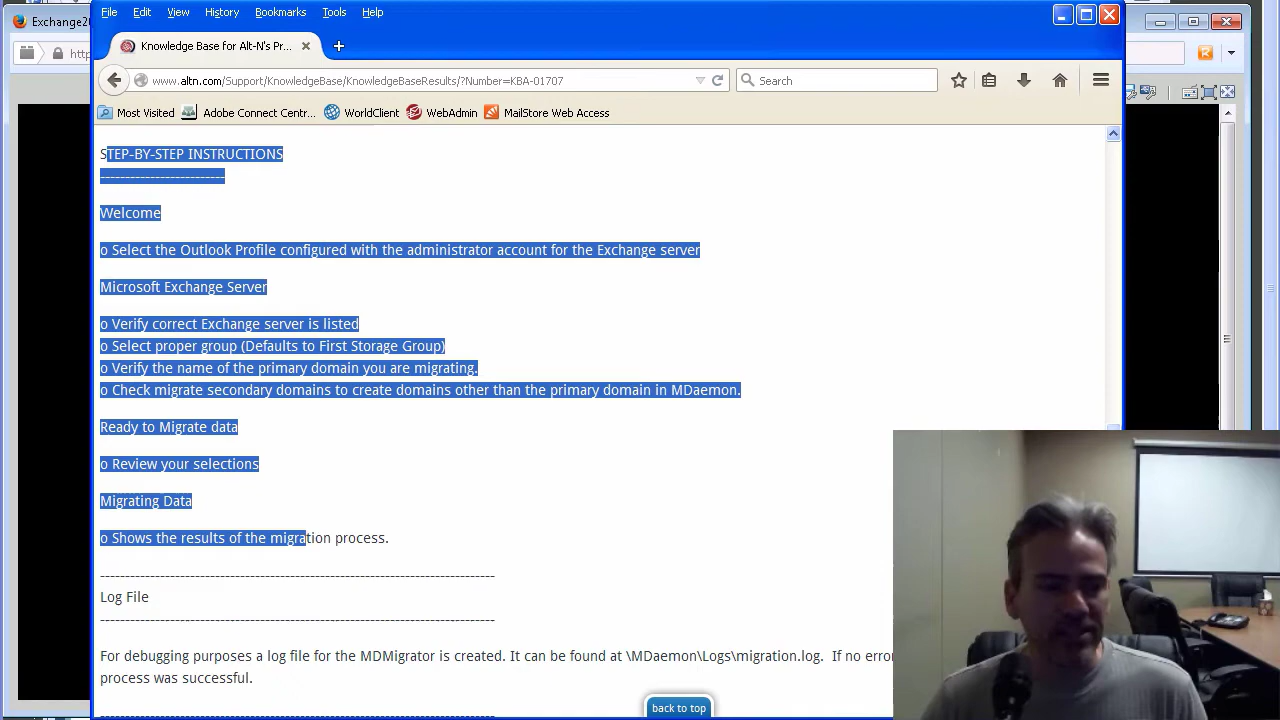 File Edit View History Bookmarks Tools Help
Exchange2
Knowledge Base for Alt-N's Pr...
http
www.altn.com/Support/KnowledgeBase/KnowledgeBaseResults/?Number=KBA-01707
Search
Most Visited Adobe Connect Centr... WorldClient WebAdmin MailStore Web Access
STEP-BY-STEP INSTRUCTIONS
-------------------------
Welcome
o Select the Outlook Profile configured with the administrator account for the Exchange server
Microsoft Exchange Server
o Verify correct Exchange server is listed
o Select proper group (Defaults to First Storage Group)
o Verify the name of the primary domain you are migrating.
o Check migrate secondary domains to create domains other than the primary domain in MDaemon.
Ready to Migrate data
o Review your selections
Migrating Data
o Shows the results of the migration process.
-------------------------------------------------------------------------------
Log File
-------------------------------------------------------------------------------
For debugging purposes a log file for the MDMigrator is created. It can be found at \MDaemon\Logs\migration.log. If no erro
process was successful.
back to top